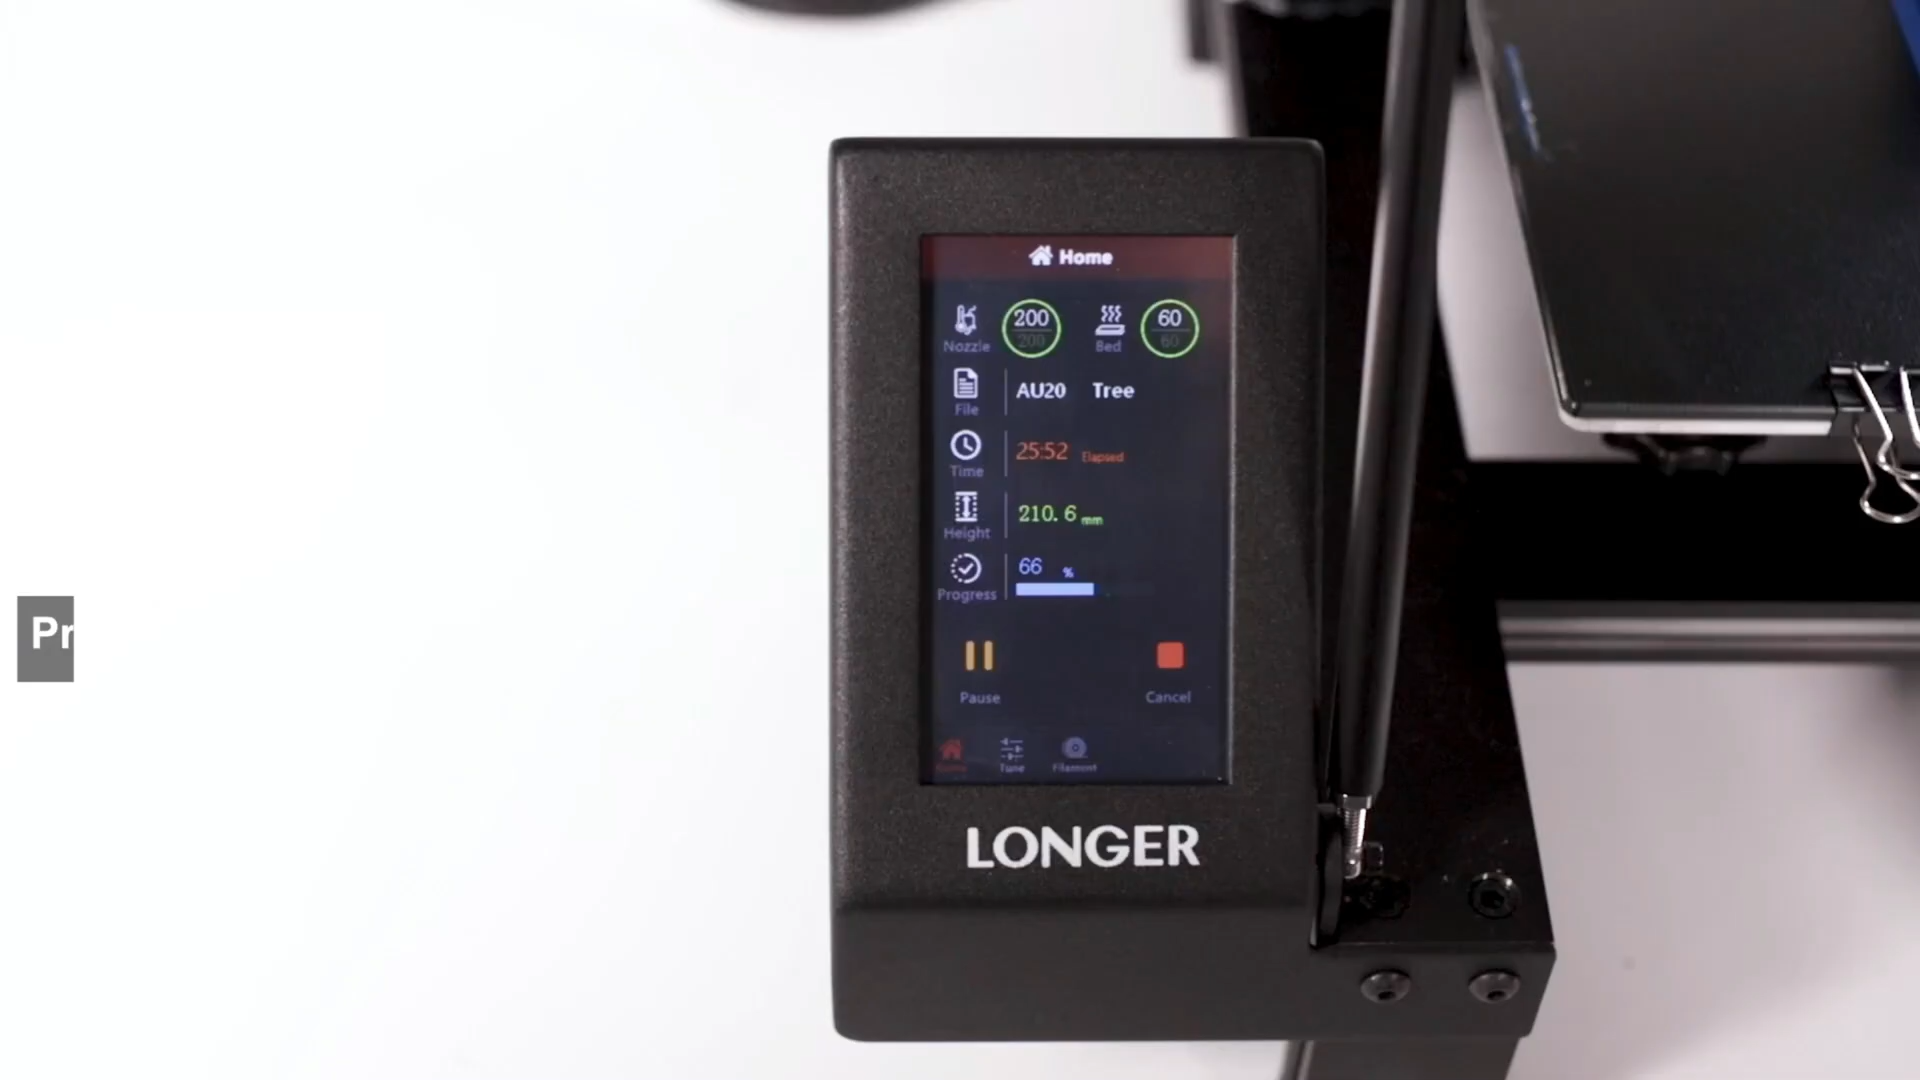 Home
Nozzle 200 200 Bed 60 60
File AU20 Tree
Time 25:52 Elapsed
Height 210.6 mm
Progress 66 %
Pause Cancel
Home Tune Filament
LONGER
Pr